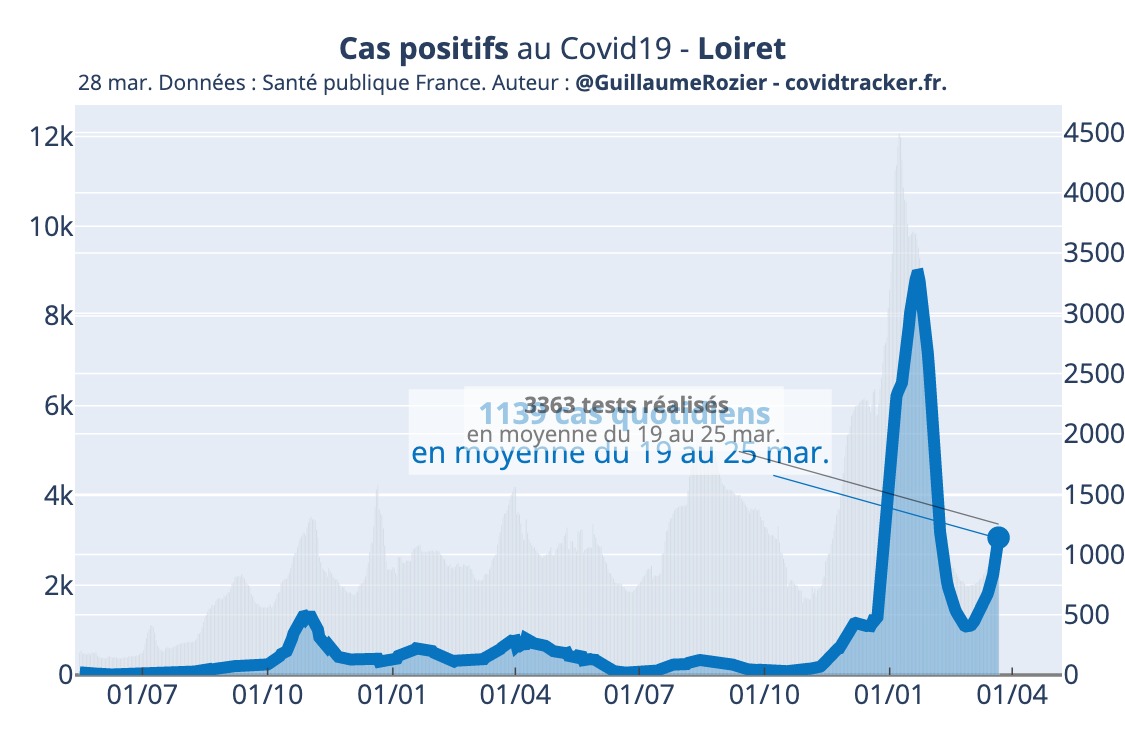 Cas positifs au Covid19 - Loiret
28 mar. Données : Santé publique France. Auteur : @GuillaumeRozier - covidtracker.fr.
12k
10k
8k
6k
4k
2k
0
4500
4000
3500
3000
2500
2000
1500
1000
500
0
3363 tests réalisés
en moyenne du 19 au 25 mar.
1139 cas quotidiens
en moyenne du 19 au 25 mar.
01/07
01/10
01/01
01/04
01/07
01/10
01/01
01/04